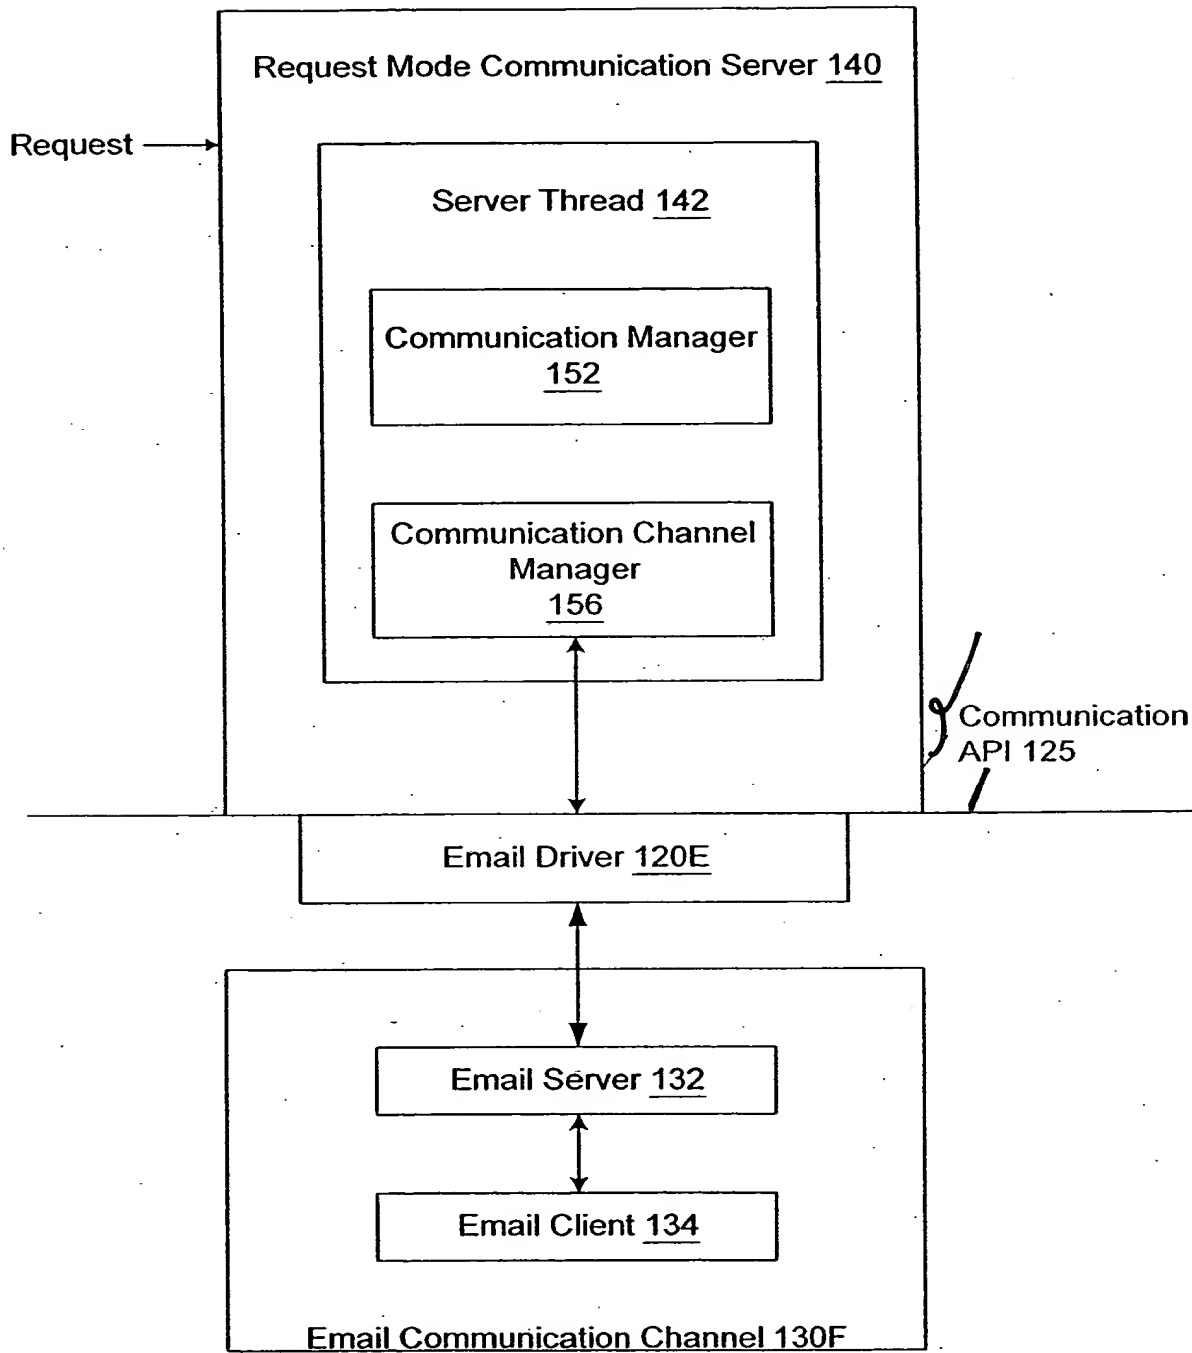 Request Mode Communication Server 140
Request
Server Thread 142
Communication Manager
152
Communication Channel
Manager
156
Communication
API 125
Email Driver 120E
Email Server 132
Email Client 134
Email Communication Channel 130F